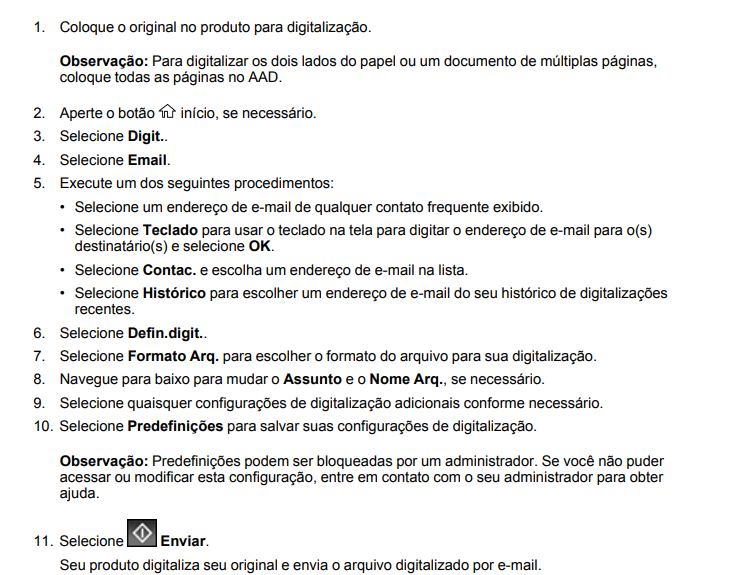 1. Coloque o original no produto para digitalização.
Observação: Para digitalizar os dois lados do papel ou um documento de múltiplas páginas,
coloque todas as páginas no AAD.
2. Aperte o botão início, se necessário.
3. Selecione Digit..
4. Selecione Email.
5. Execute um dos seguintes procedimentos:
• Selecione um endereço de e-mail de qualquer contato frequente exibido.
• Selecione Teclado para usar o teclado na tela para digitar o endereço de e-mail para o(s)
destinatário(s) e selecione OK.
• Selecione Contac. e escolha um endereço de e-mail na lista.
• Selecione Histórico para escolher um endereço de e-mail do seu histórico de digitalizações
recentes.
6. Selecione Defin.digit..
7. Selecione Formato Arq. para escolher o formato do arquivo para sua digitalização.
8. Navegue para baixo para mudar o Assunto e o Nome Arq., se necessário.
9. Selecione quaisquer configurações de digitalização adicionais conforme necessário.
10. Selecione Predefinições para salvar suas configurações de digitalização.
Observação: Predefinições podem ser bloqueadas por um administrador. Se você não puder
acessar ou modificar esta configuração, entre em contato com o seu administrador para obter
ajuda.
11. Selecione Enviar.
Seu produto digitaliza seu original e envia o arquivo digitalizado por e-mail.